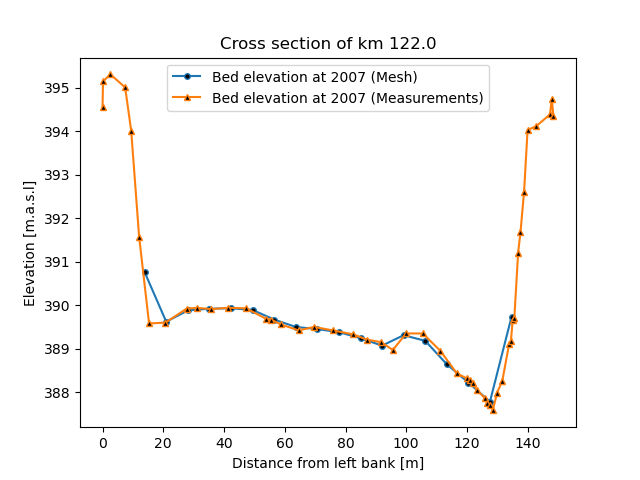 Cross section of km 122.0
Bed elevation at 2007 (Mesh)
Bed elevation at 2007 (Measurements)
Elevation [m.a.s.l]
395
394
393
392
391
390
389
388
0 20 40 60 80 100 120 140
Distance from left bank [m]